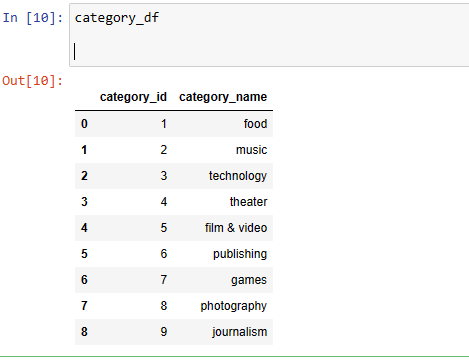 In [10]: category_df
Out[10]:
category_id category_name
0 1 food
1 2 music
2 3 technology
3 4 theater
4 5 film & video
5 6 publishing
6 7 games
7 8 photography
8 9 journalism